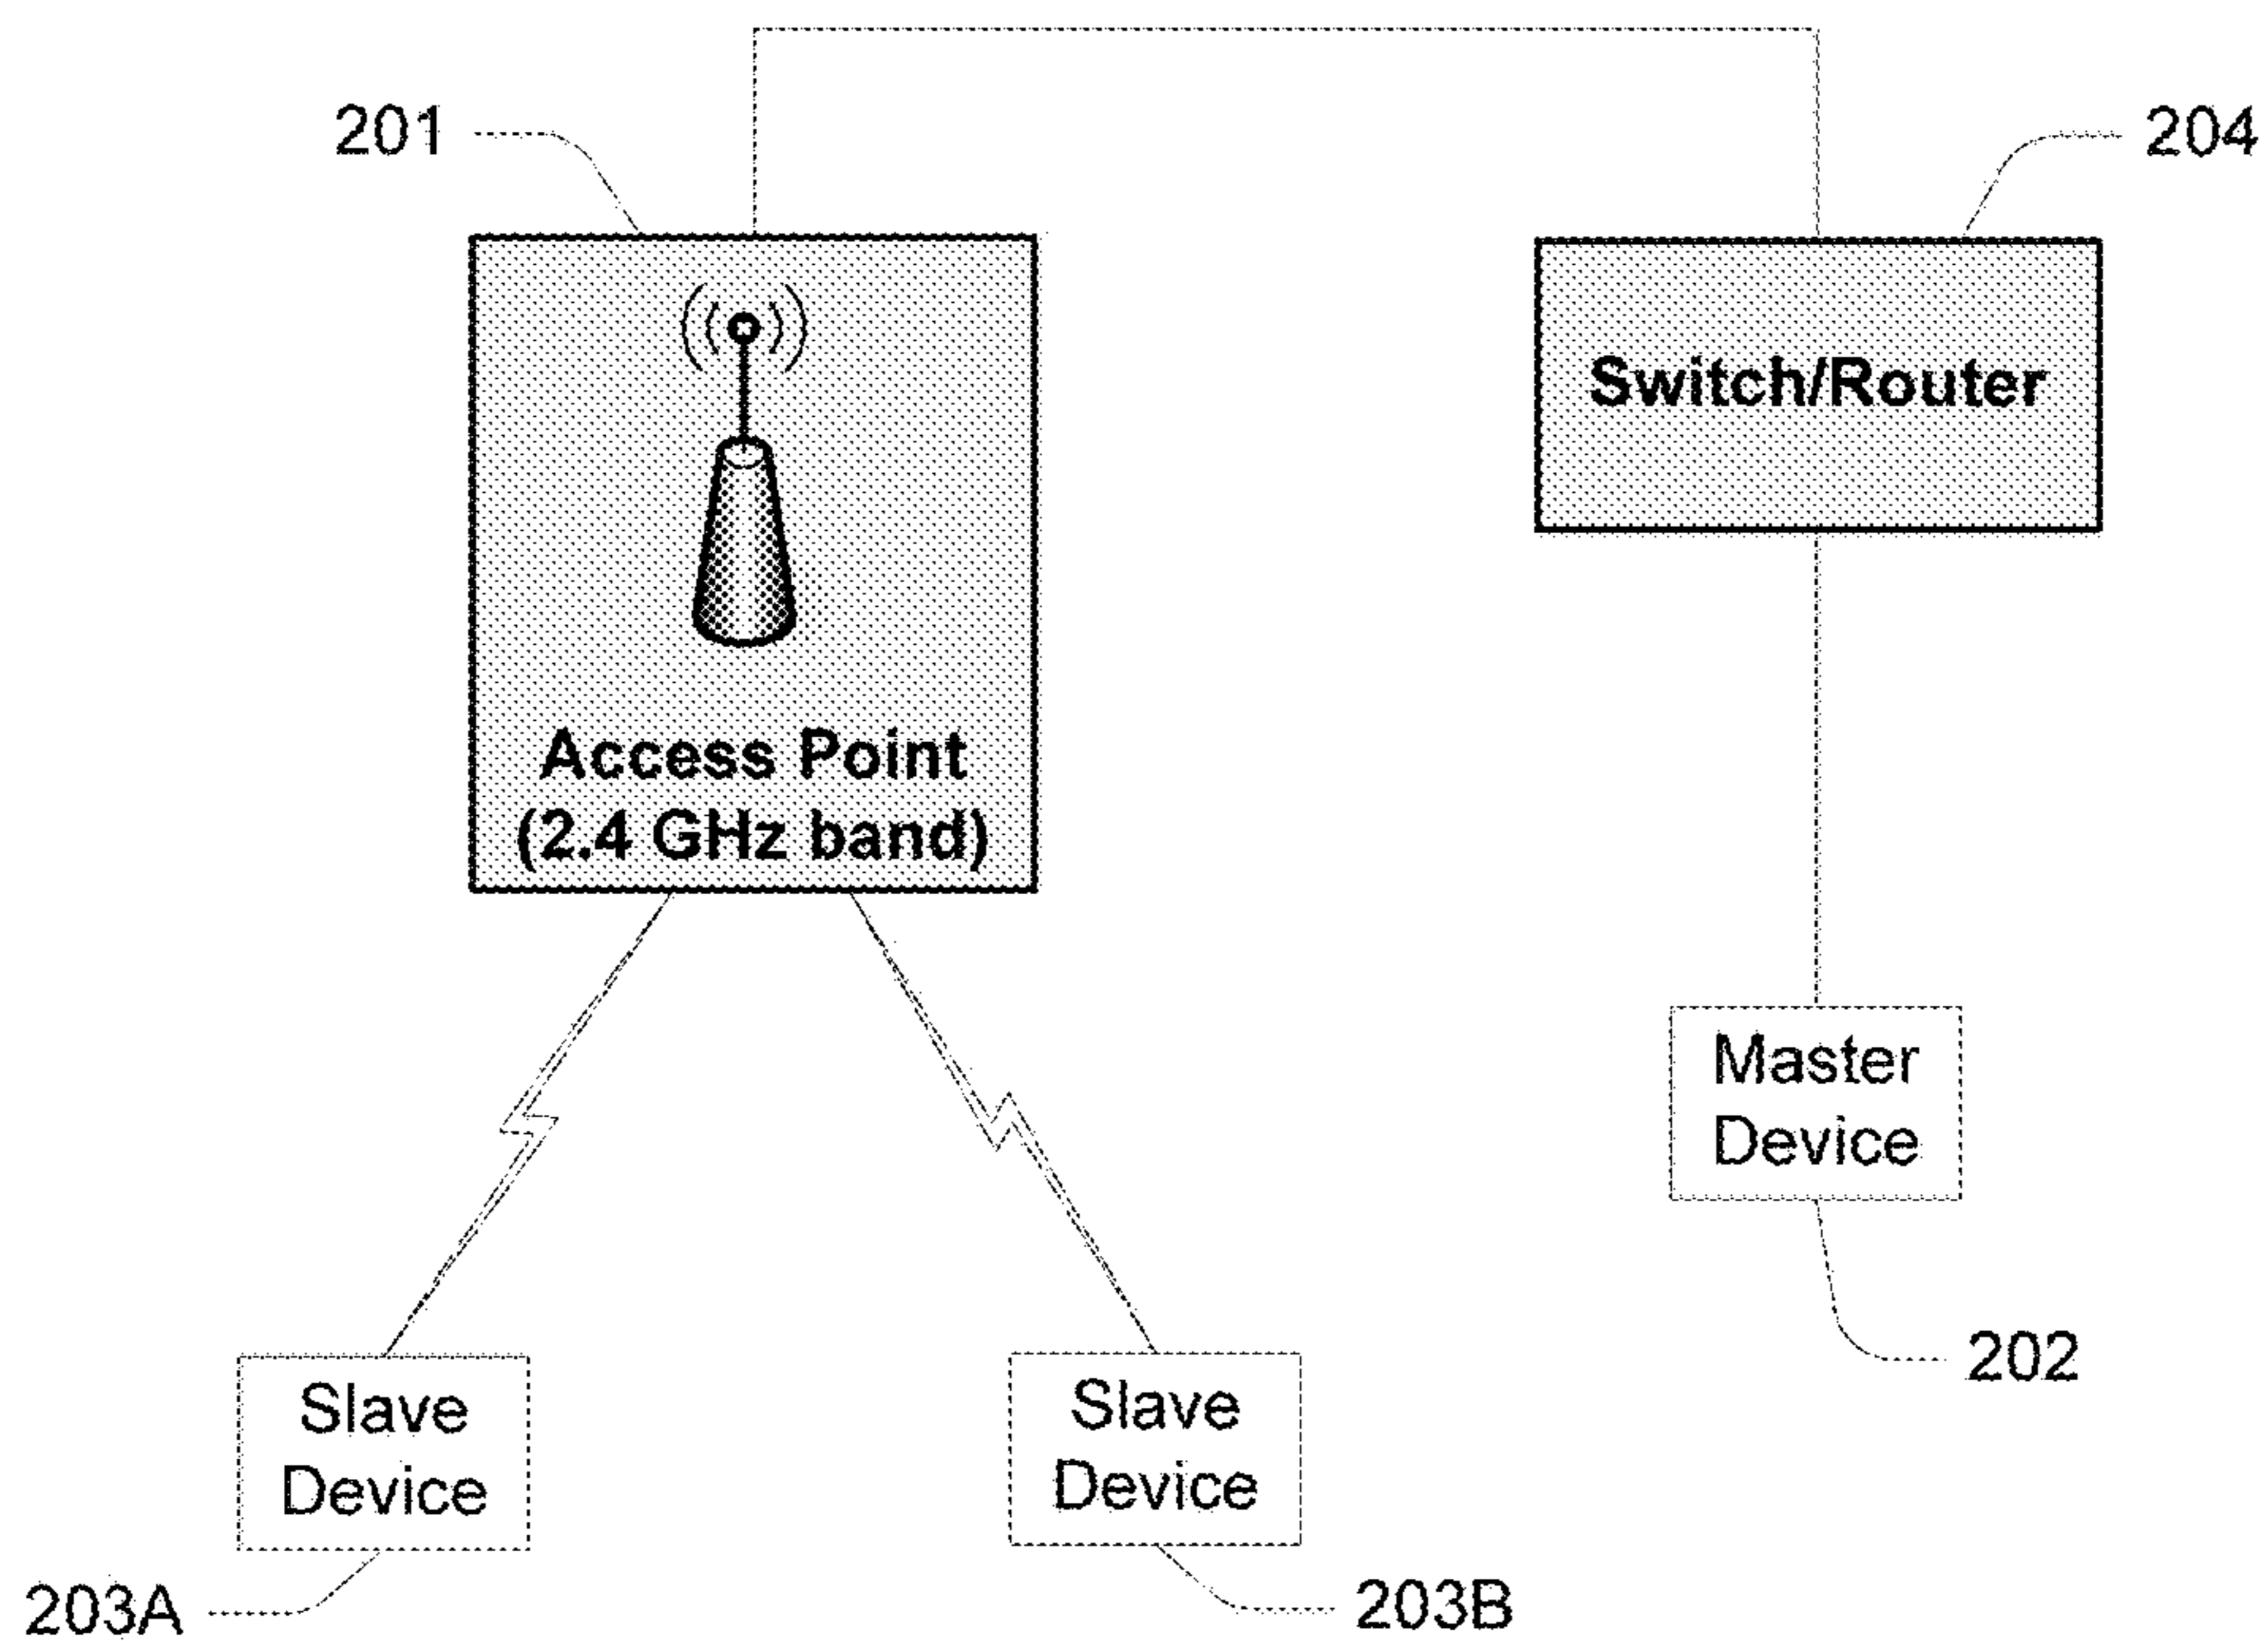 201
204
Switch/Router
Access Point
(2.4 GHz band)
Master
Device
202
Slave
Device
Slave
Device
203A
203B